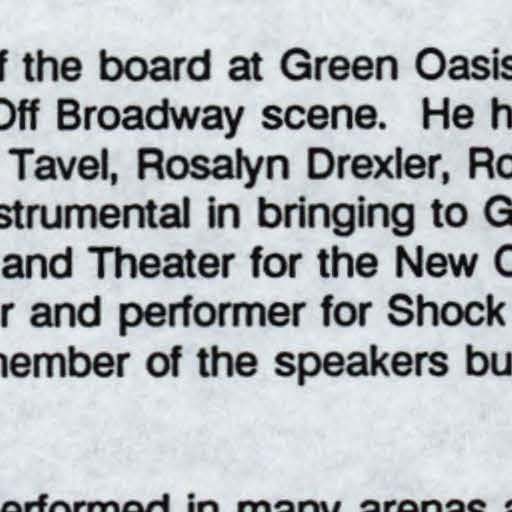 f the board at Green Oasis
Off Broadway scene. He h
Tavel, Rosalyn Drexler, Ro
strumental in bringing to G
and Theater for the New C
r and performer for Shock
member of the speakers bu
erformed in many arenas a